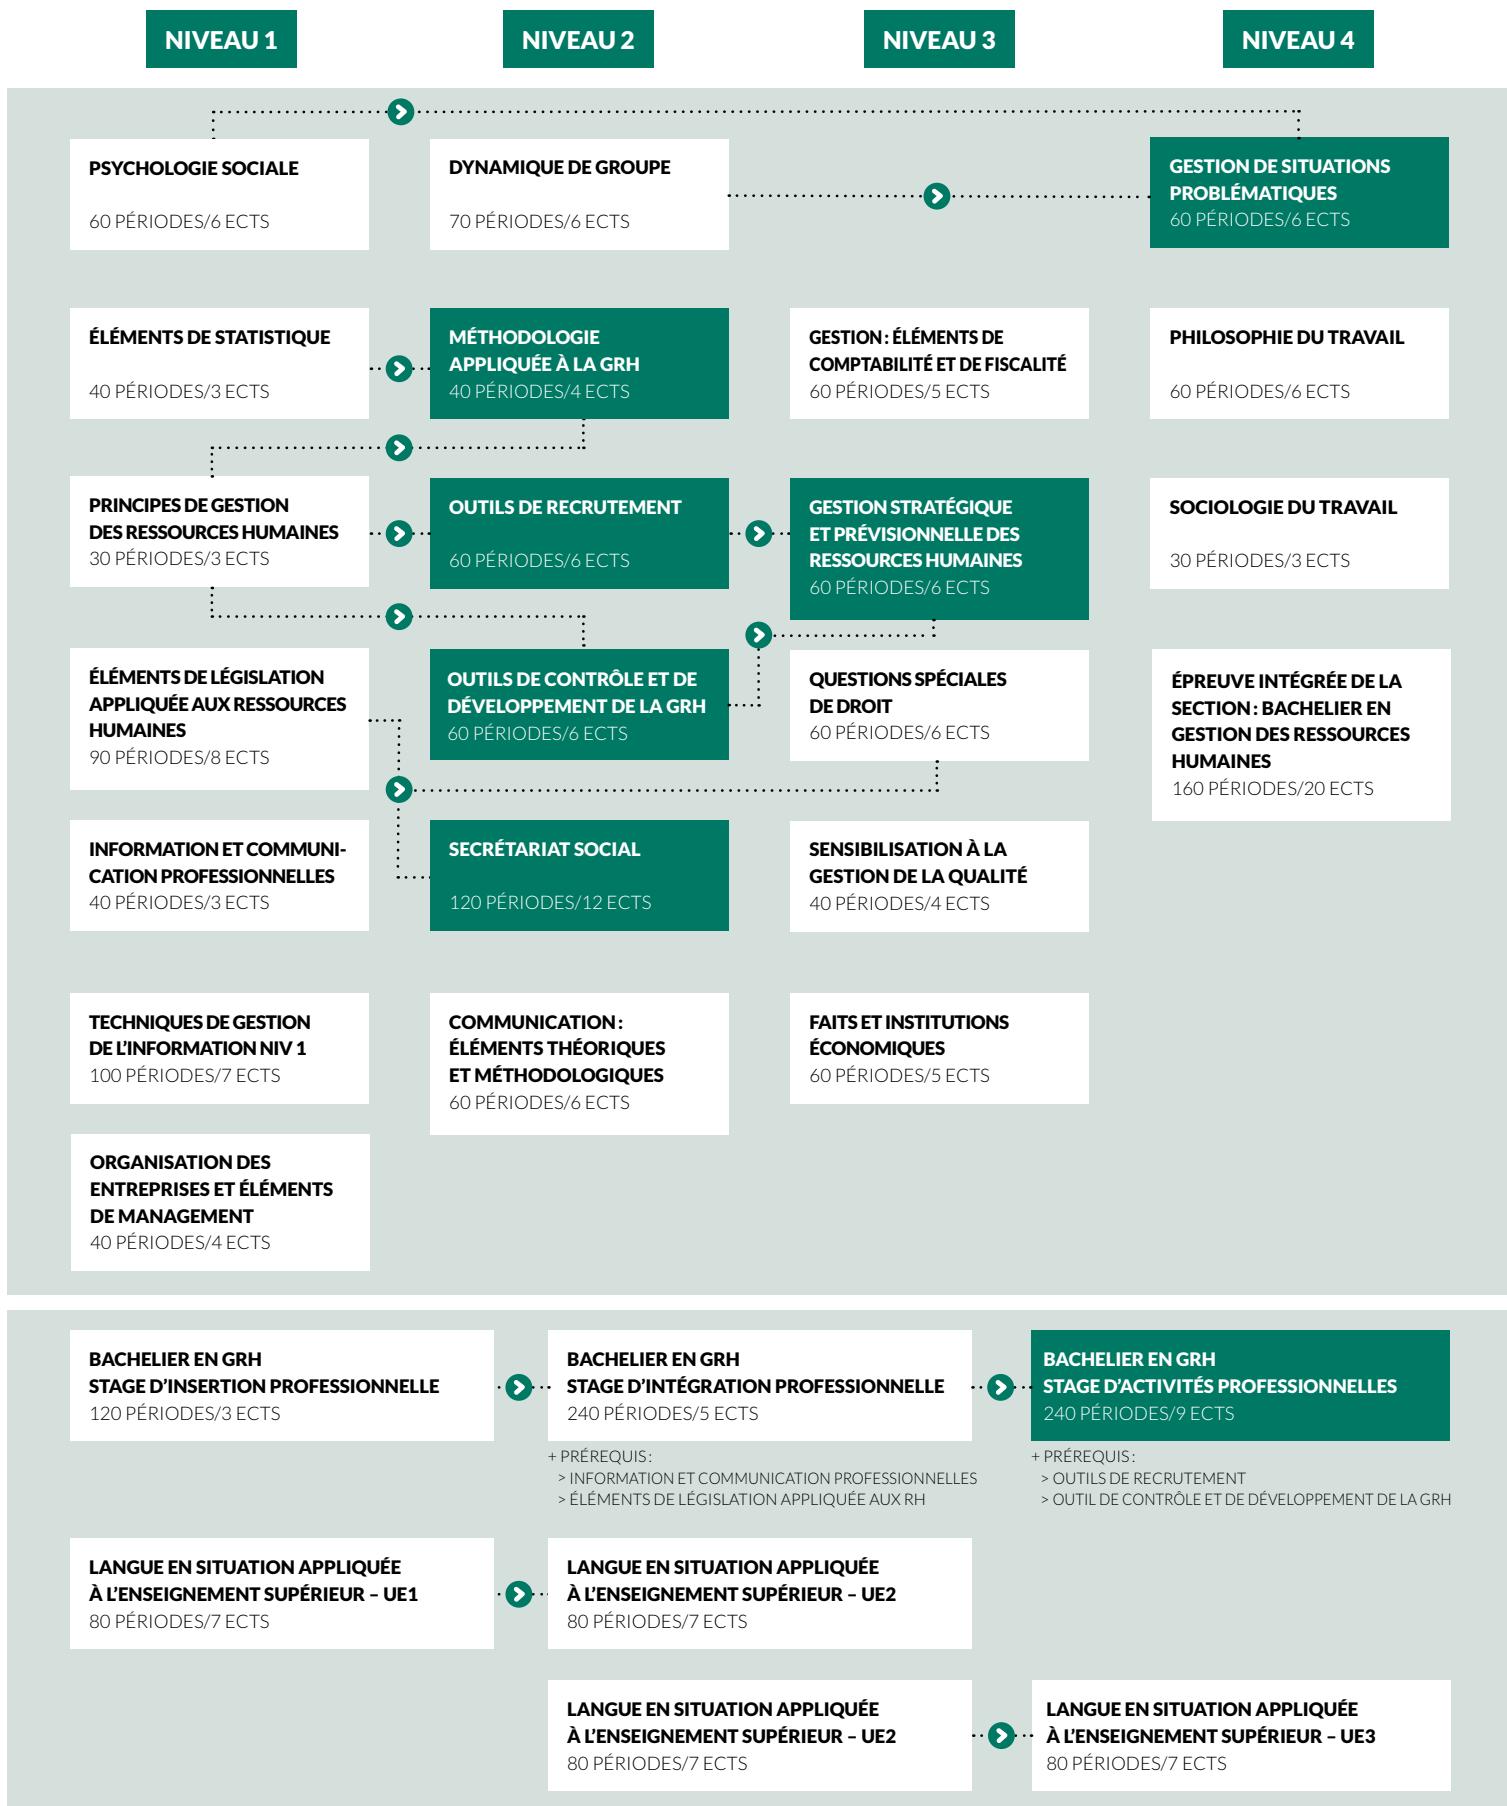 NIVEAU 1
NIVEAU 2
NIVEAU 3
NIVEAU 4
PSYCHOLOGIE SOCIALE
60 PÉRIODES/6 ECTS
DYNAMIQUE DE GROUPE
70 PÉRIODES/6 ECTS
GESTION DE SITUATIONS
PROBLÉMATIQUES
60 PÉRIODES/6 ECTS
ÉLÉMENTS DE STATISTIQUE
40 PÉRIODES/3 ECTS
MÉTHODOLOGIE
APPLIQUÉE À LA GRH
40 PÉRIODES/4 ECTS
GESTION : ÉLÉMENTS DE
COMPTABILITÉ ET DE FISCALITÉ
60 PÉRIODES/5 ECTS
PHILOSOPHIE DU TRAVAIL
60 PÉRIODES/6 ECTS
PRINCIPES DE GESTION
DES RESSOURCES HUMAINES
30 PÉRIODES/3 ECTS
OUTILS DE RECRUTEMENT
60 PÉRIODES/6 ECTS
GESTION STRATÉGIQUE
ET PRÉVISIONNELLE DES
RESSOURCES HUMAINES
60 PÉRIODES/6 ECTS
SOCIOLOGIE DU TRAVAIL
30 PÉRIODES/3 ECTS
ÉLÉMENTS DE LÉGISLATION
APPLIQUÉE AUX RESSOURCES
HUMAINES
90 PÉRIODES/8 ECTS
OUTILS DE CONTRÔLE ET DE
DÉVELOPPEMENT DE LA GRH
60 PÉRIODES/6 ECTS
QUESTIONS SPÉCIALES
DE DROIT
60 PÉRIODES/6 ECTS
ÉPREUVE INTÉGRÉE DE LA
SECTION : BACHELIER EN
GESTION DES RESSOURCES
HUMAINES
160 PÉRIODES/20 ECTS
INFORMATION ET COMMUNI-
CATION PROFESSIONNELLES
40 PÉRIODES/3 ECTS
SECRÉTARIAT SOCIAL
120 PÉRIODES/12 ECTS
SENSIBILISATION À LA
GESTION DE LA QUALITÉ
40 PÉRIODES/4 ECTS
TECHNIQUES DE GESTION
DE L'INFORMATION NIV 1
100 PÉRIODES/7 ECTS
COMMUNICATION :
ÉLÉMENTS THÉORIQUES
ET MÉTHODOLOGIQUES
60 PÉRIODES/6 ECTS
FAITS ET INSTITUTIONS
ÉCONOMIQUES
60 PÉRIODES/5 ECTS
ORGANISATION DES
ENTREPRISES ET ÉLÉMENTS
DE MANAGEMENT
40 PÉRIODES/4 ECTS
BACHELIER EN GRH
STAGE D'INSERTION PROFESSIONNELLE
120 PÉRIODES/3 ECTS
BACHELIER EN GRH
STAGE D'INTÉGRATION PROFESSIONNELLE
240 PÉRIODES/5 ECTS
+ PRÉREQUIS :
> INFORMATION ET COMMUNICATION PROFESSIONNELLES
> ÉLÉMENTS DE LÉGISLATION APPLIQUÉE AUX RH
BACHELIER EN GRH
STAGE D'ACTIVITÉS PROFESSIONNELLES
240 PÉRIODES/9 ECTS
+ PRÉREQUIS :
> OUTILS DE RECRUTEMENT
> OUTIL DE CONTRÔLE ET DE DÉVELOPPEMENT DE LA GRH
LANGUE EN SITUATION APPLIQUÉE
À L'ENSEIGNEMENT SUPÉRIEUR – UE1
80 PÉRIODES/7 ECTS
LANGUE EN SITUATION APPLIQUÉE
À L'ENSEIGNEMENT SUPÉRIEUR – UE2
80 PÉRIODES/7 ECTS
LANGUE EN SITUATION APPLIQUÉE
À L'ENSEIGNEMENT SUPÉRIEUR – UE2
80 PÉRIODES/7 ECTS
LANGUE EN SITUATION APPLIQUÉE
À L'ENSEIGNEMENT SUPÉRIEUR – UE3
80 PÉRIODES/7 ECTS